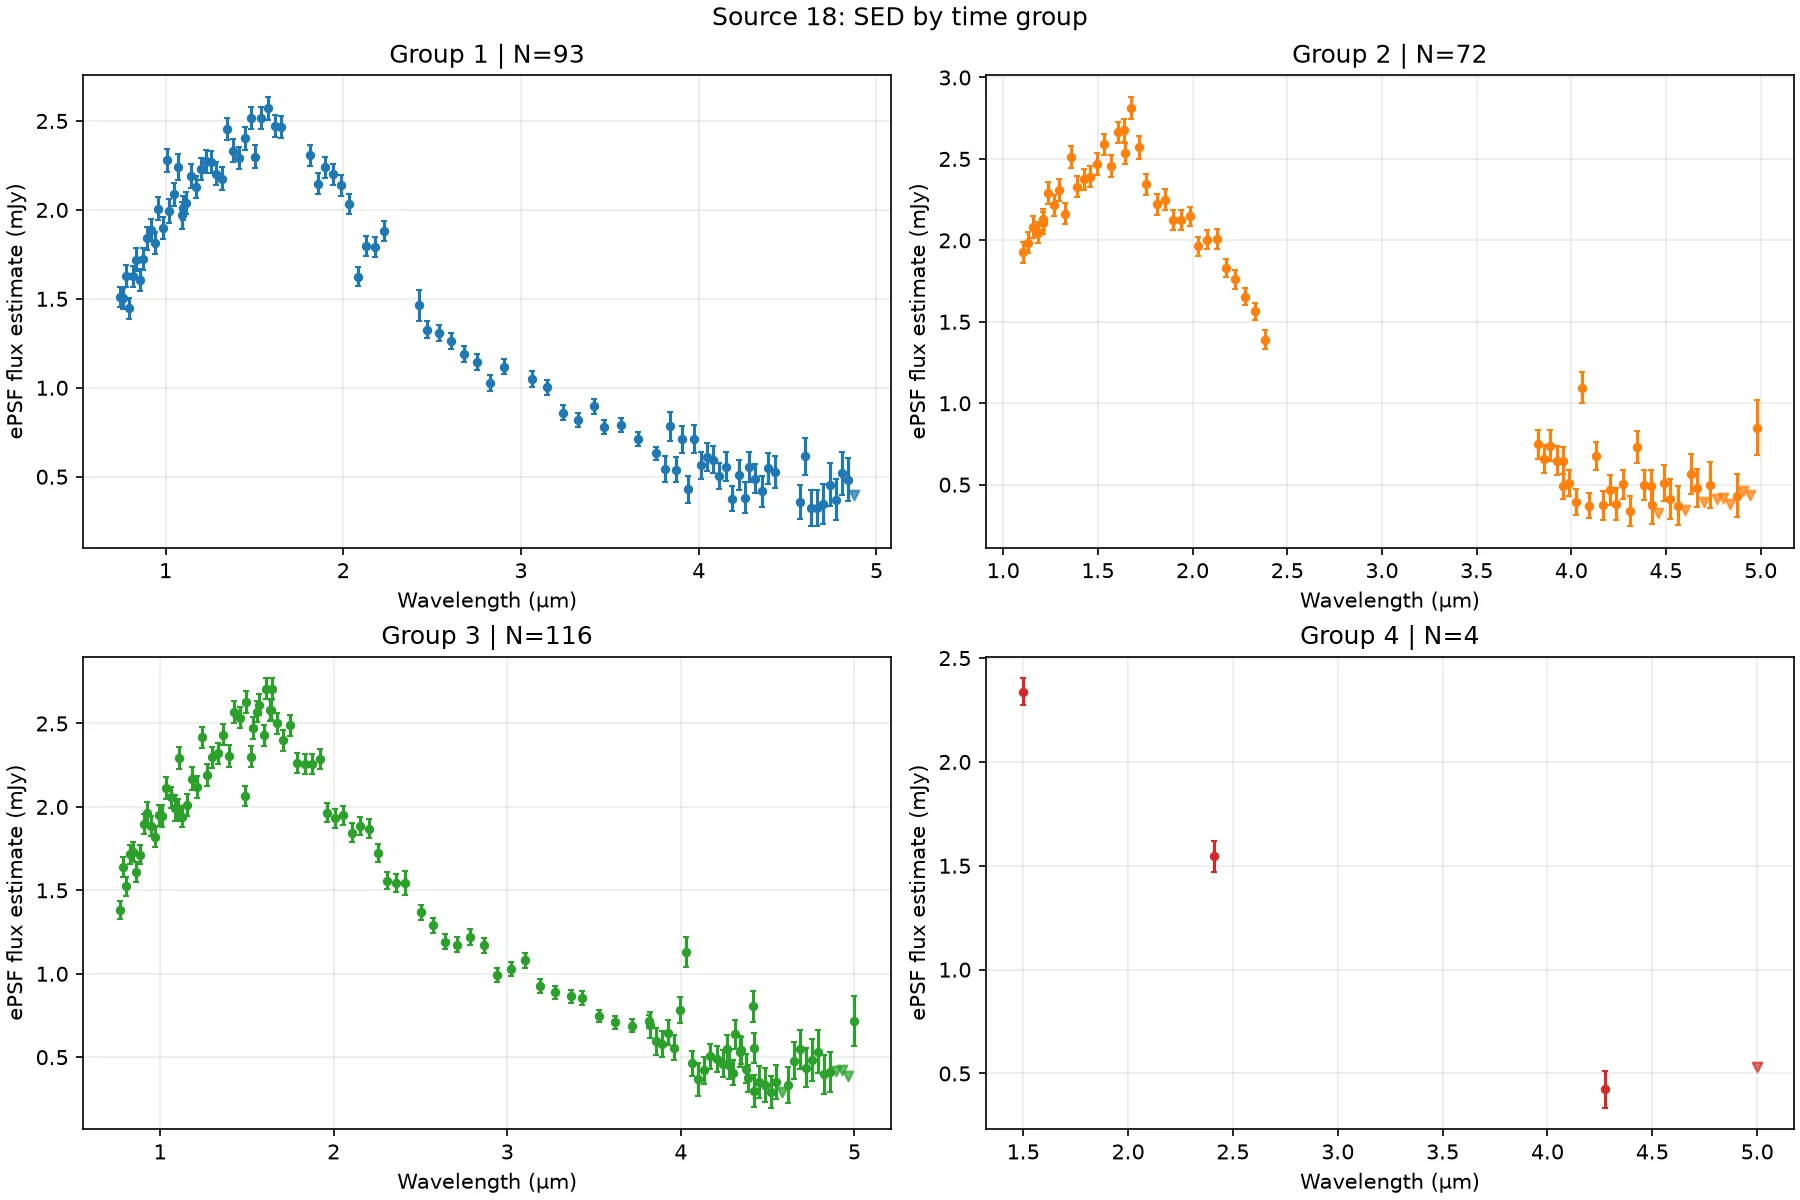 Source 18: SED by time group
Group 1 | N=93
ePSF flux estimate (mJy)
2.5
2.0
1.5
1.0
0.5
1 2 3 4 5
Wavelength (µm)
Group 2 | N=72
ePSF flux estimate (mJy)
3.0
2.5
2.0
1.5
1.0
0.5
1.0 1.5 2.0 2.5 3.0 3.5 4.0 4.5 5.0
Wavelength (µm)
Group 3 | N=116
ePSF flux estimate (mJy)
2.5
2.0
1.5
1.0
0.5
1 2 3 4 5
Wavelength (µm)
Group 4 | N=4
ePSF flux estimate (mJy)
2.5
2.0
1.5
1.0
0.5
1.5 2.0 2.5 3.0 3.5 4.0 4.5 5.0
Wavelength (µm)